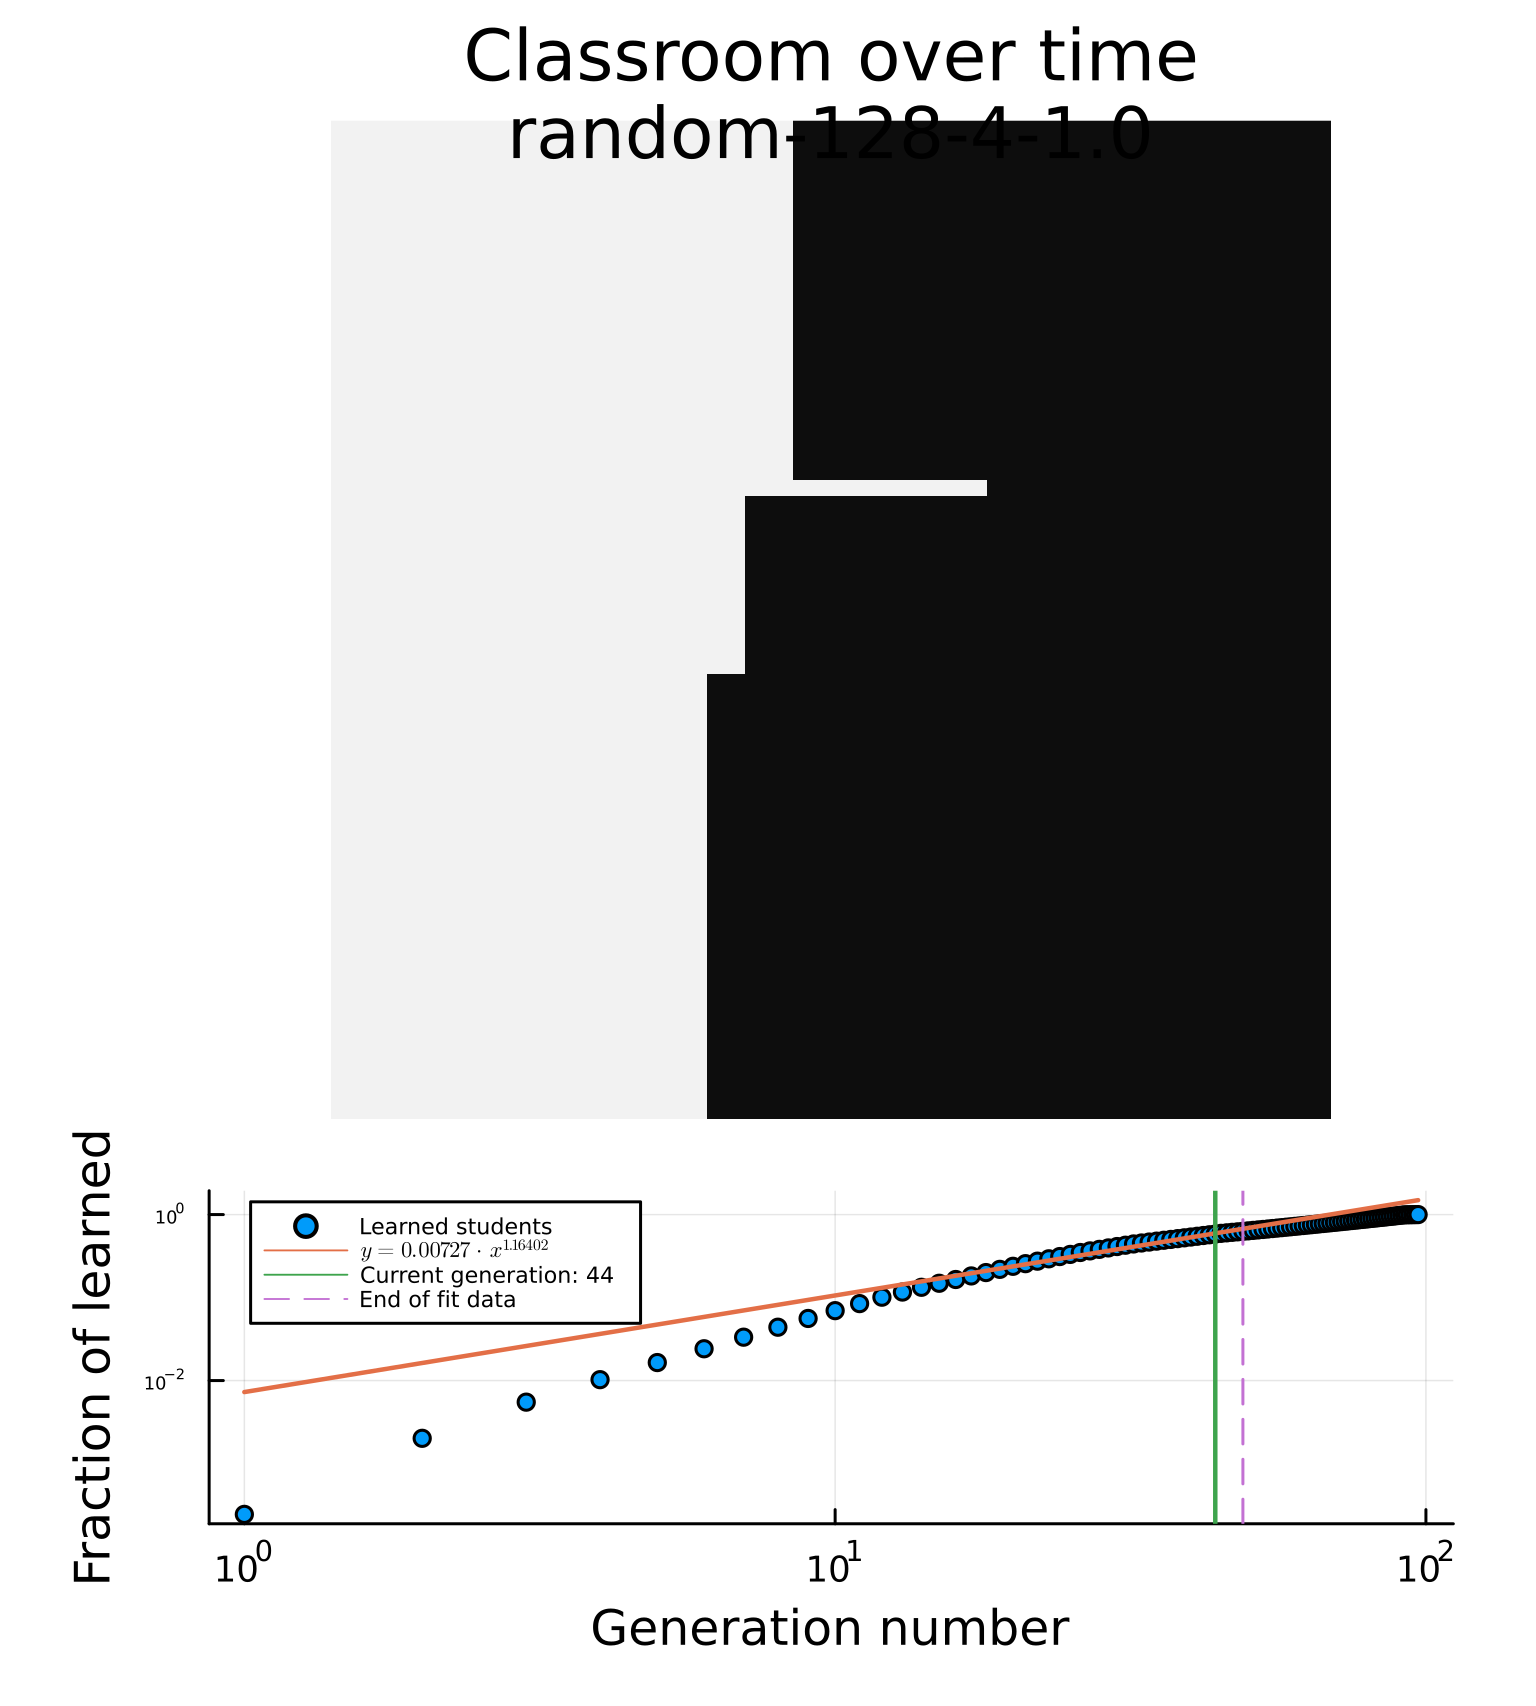 Classroom over time
random-128-4-1.0
Fraction of learned
10^0
10^-2
Learned students
y = 0.00727 · x^1.16402
Current generation: 44
End of fit data
10^0
10^1
10^2
Generation number